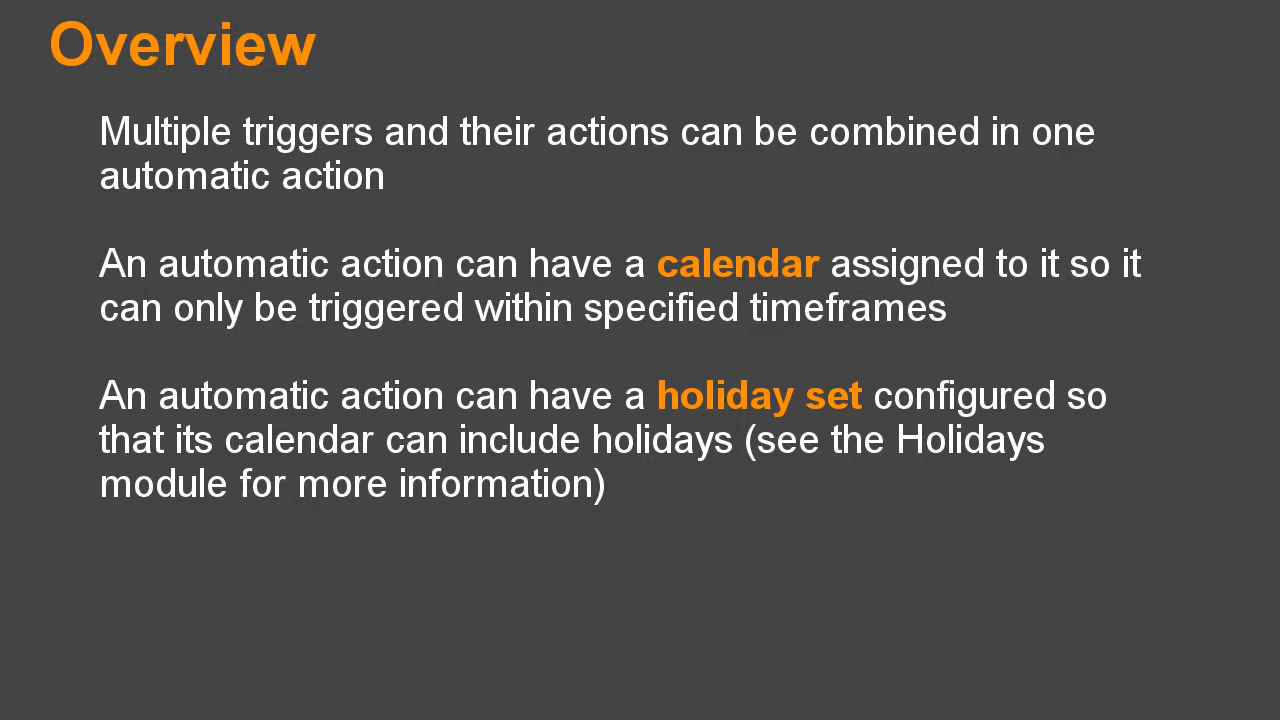 Overview
Multiple triggers and their actions can be combined in one
automatic action
An automatic action can have a calendar assigned to it so it
can only be triggered within specified timeframes
An automatic action can have a holiday set configured so
that its calendar can include holidays (see the Holidays
module for more information)